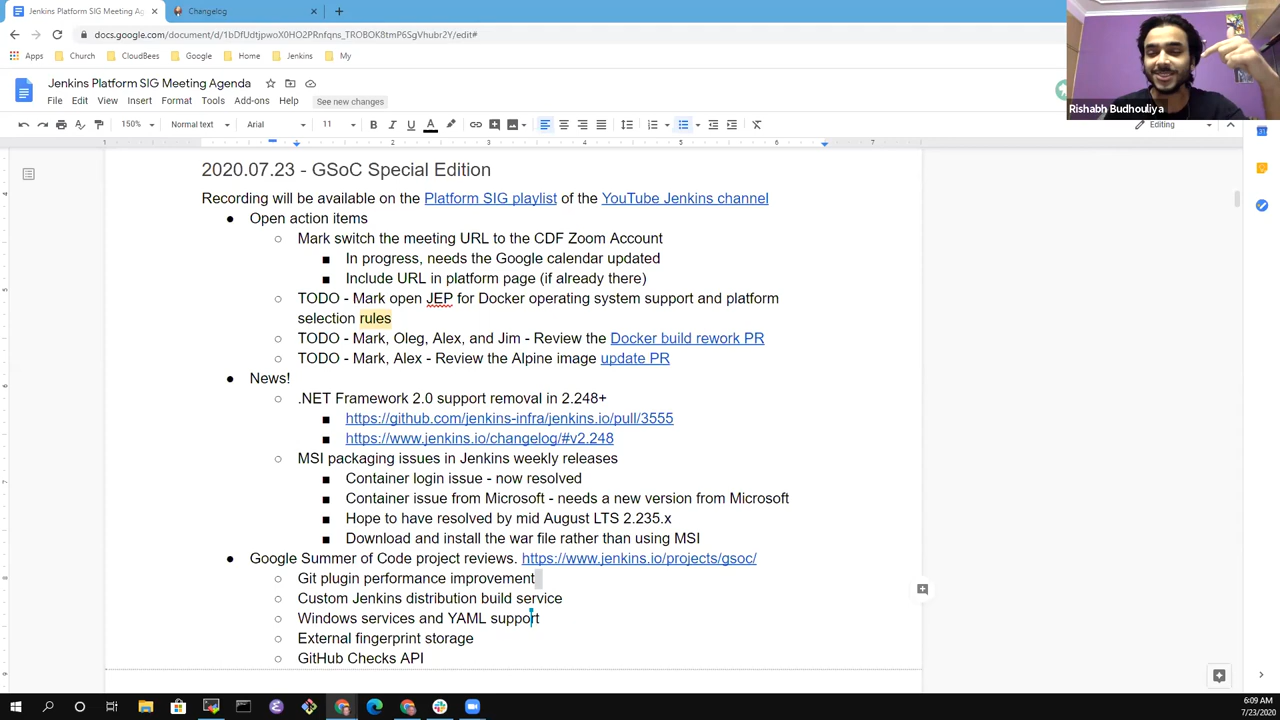 Jenkins Platform SIG Meeting Ag
Changelog
docs.google.com/document/d/1bDfUdtjpwoX0HO2PRnfqns_TROBOK8tmP6SgVhubr2Y/edit#
Apps Church CloudBees Google Home Jenkins My
Rishabh Budhouliya
Jenkins Platform SIG Meeting Agenda
File Edit View Insert Format Tools Add-ons Help See new changes
150% Normal text Arial 11 Editing
1 1 2 3 4 5 6 7
2020.07.23 - GSoC Special Edition
Recording will be available on the Platform SIG playlist of the YouTube Jenkins channel
Open action items
Mark switch the meeting URL to the CDF Zoom Account
In progress, needs the Google calendar updated
Include URL in platform page (if already there)
TODO - Mark open JEP for Docker operating system support and platform
selection rules
TODO - Mark, Oleg, Alex, and Jim - Review the Docker build rework PR
TODO - Mark, Alex - Review the Alpine image update PR
News!
.NET Framework 2.0 support removal in 2.248+
https://github.com/jenkins-infra/jenkins.io/pull/3555
https://www.jenkins.io/changelog/#v2.248
MSI packaging issues in Jenkins weekly releases
Container login issue - now resolved
Container issue from Microsoft - needs a new version from Microsoft
Hope to have resolved by mid August LTS 2.235.x
Download and install the war file rather than using MSI
Google Summer of Code project reviews. https://www.jenkins.io/projects/gsoc/
Git plugin performance improvement
Custom Jenkins distribution build service
Windows services and YAML support
External fingerprint storage
GitHub Checks API
6:09 AM
7/23/2020